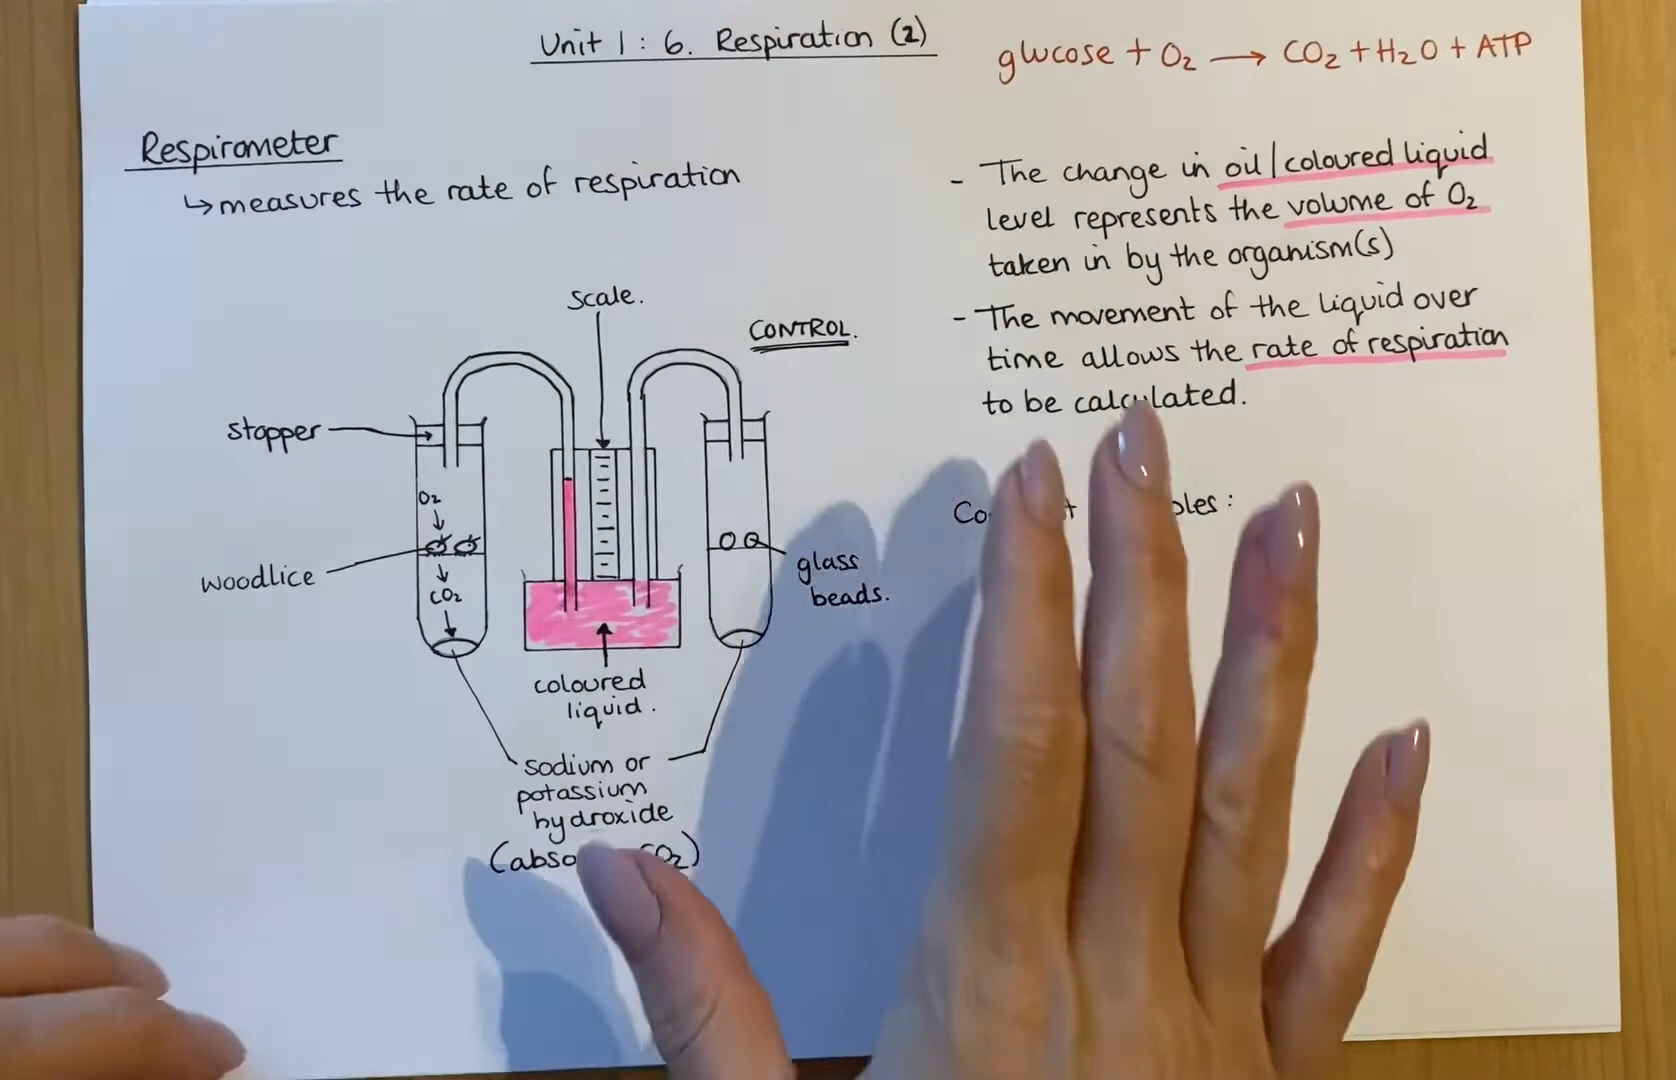 Unit 1 : 6. Respiration (2)
glucose + O₂ → CO₂ + H₂O + ATP
Respirometer
↳ measures the rate of respiration
- The change in oil/coloured liquid
level represents the volume of O₂
taken in by the organism(s)
- The movement of the liquid over
time allows the rate of respiration
to be calculated.
scale.
CONTROL.
stopper
O₂
woodlice
CO₂
glass
beads.
coloured
liquid.
sodium or
potassium
hydroxide
CO₂)